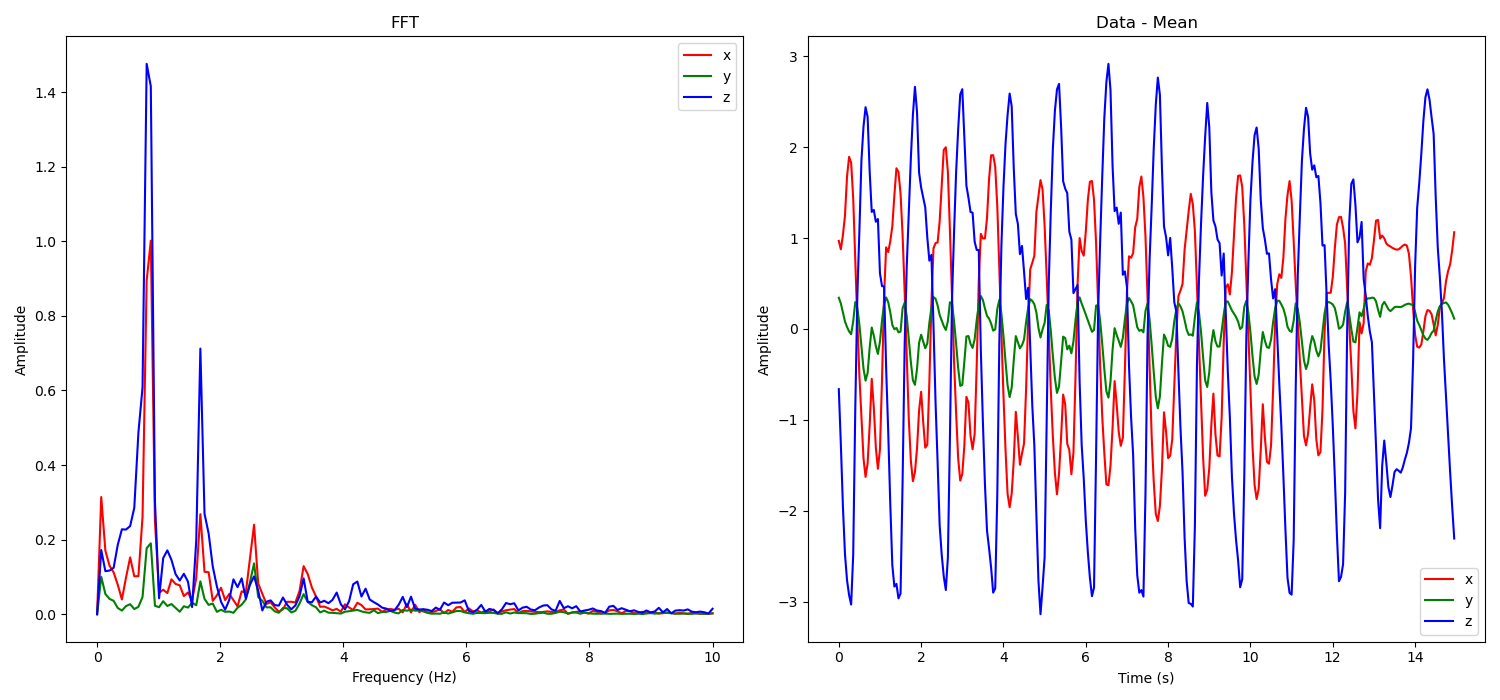 FFT
Amplitude
1.4
1.2
1.0
0.8
0.6
0.4
0.2
0.0
0 2 4 6 8 10
Frequency (Hz)
x
y
z
Data - Mean
Amplitude
3
2
1
0
−1
−2
−3
0 2 4 6 8 10 12 14
Time (s)
x
y
z